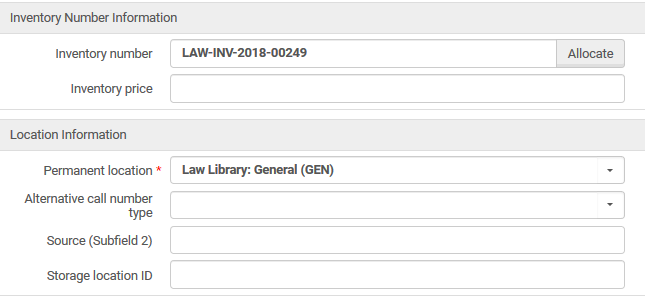 Inventory Number Information
Inventory number LAW-INV-2018-00249 Allocate
Inventory price
Location Information
Permanent location * Law Library: General (GEN)
Alternative call number
type
Source (Subfield 2)
Storage location ID